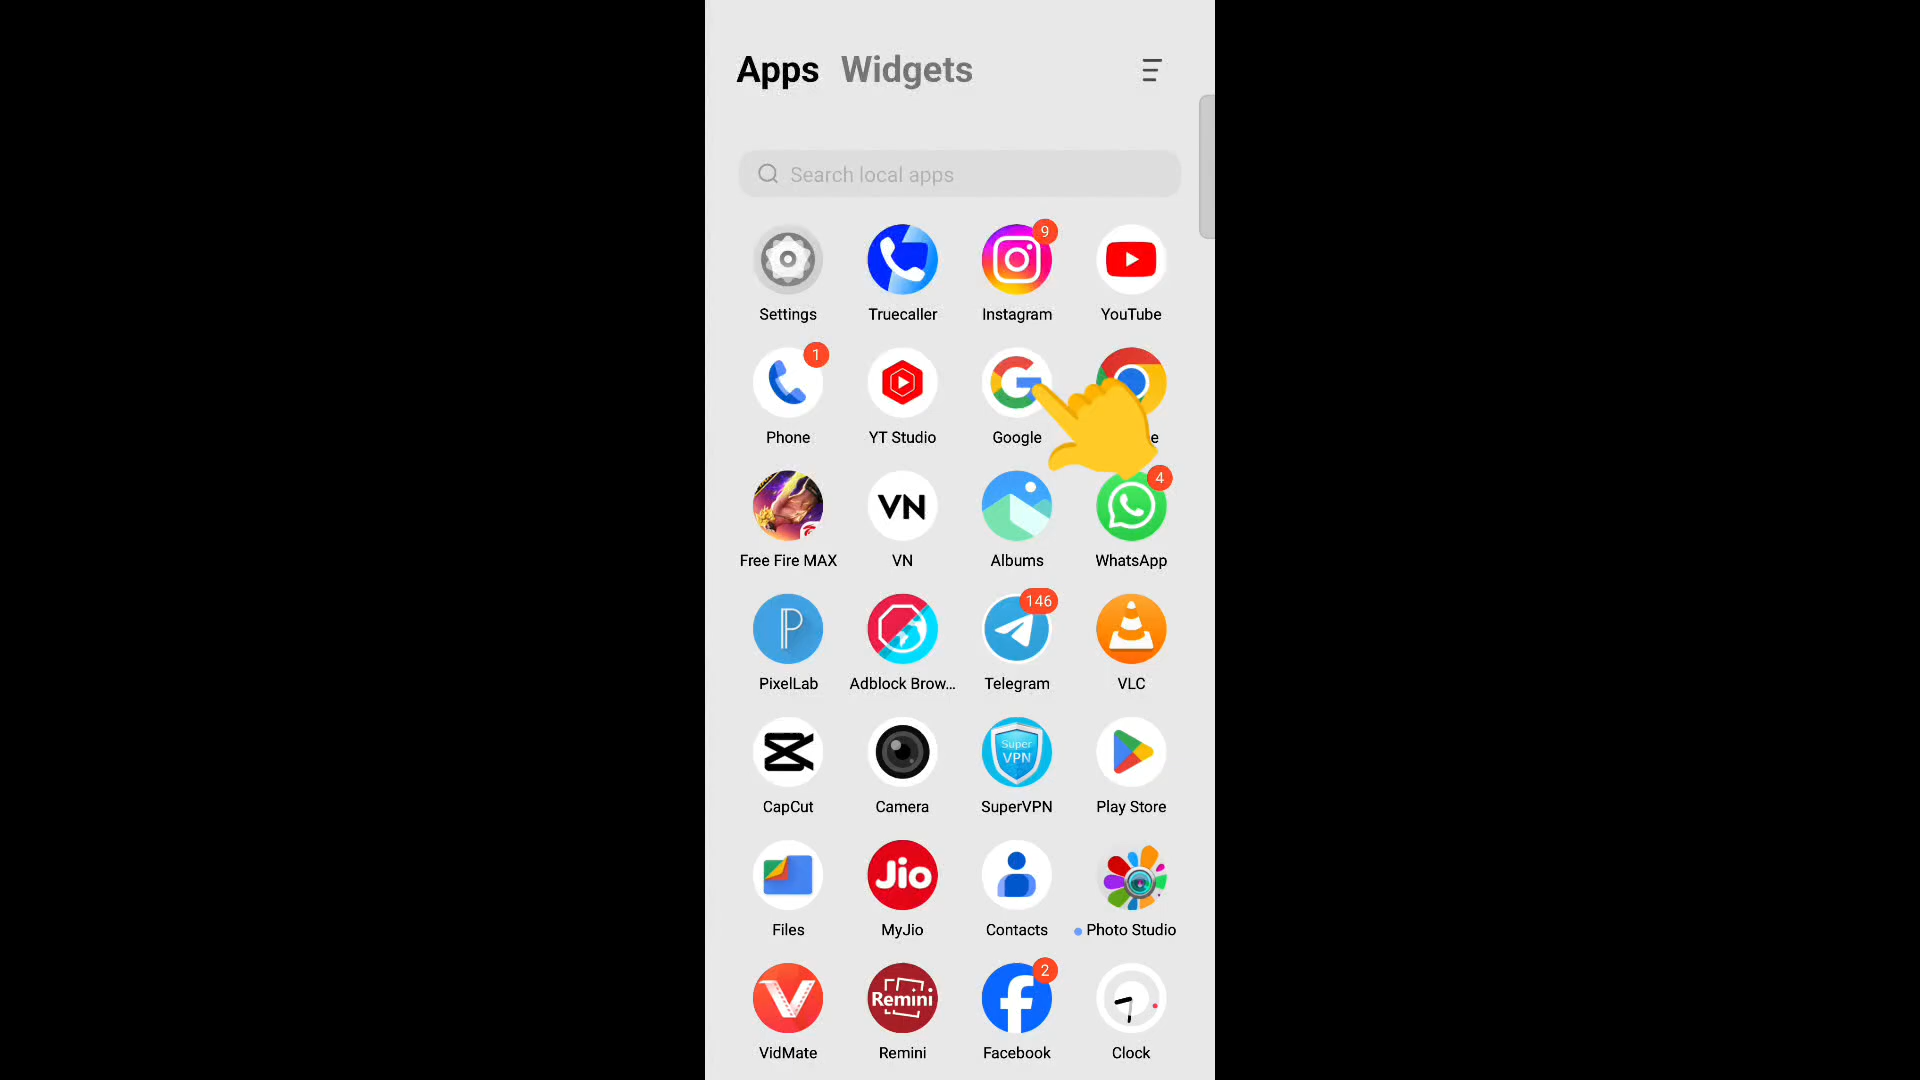 Apps Widgets
Search local apps
9
Settings Truecaller Instagram YouTube
1
Phone YT Studio Google e
4
VN
Free Fire MAX VN Albums WhatsApp
146
P
PixelLab Adblock Brow... Telegram VLC
Super
VPN
CapCut Camera SuperVPN Play Store
Jio
Files MyJio Contacts Photo Studio
2
Remini
VidMate Remini Facebook Clock